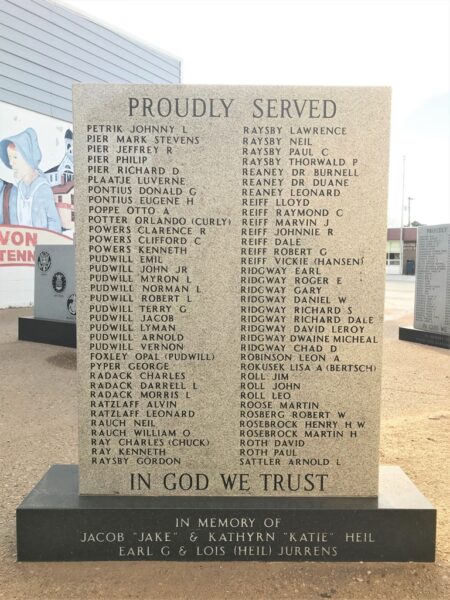 PROUDLY SERVED
PETRIK JOHNNY L
PIER MARK STEVENS
PIER JEFFREY R
PIER PHILIP
PIER RICHARD D
PLAATJE LUVERNE
PONTIUS DONALD G
PONTIUS EUGENE H
POPPE OTTO A
POTTER ORLANDO (CURLY)
POWERS CLARENCE R
POWERS CLIFFORD C
POWERS KENNETH
PUDWILL EMIL
PUDWILL JOHN JR
PUDWILL MYRON L
PUDWILL NORMAN L
PUDWILL ROBERT L
PUDWILL TERRY G
PUDWILL JACOB
PUDWILL LYMAN
PUDWILL ARNOLD
PUDWILL VERNON
FOXLEY OPAL (PUDWILL)
PYPER GEORGE
RADACK CHARLES
RADACK DARRELL L
RADACK MORRIS L
RATZLAFF ALVIN
RATZLAFF LEONARD
RAUCH NEIL
RAUCH WILLIAM O
RAY CHARLES (CHUCK)
RAY KENNETH
RAYSBY GORDON
RAYSBY LAWRENCE
RAYSBY NEIL
RAYSBY PAUL C
RAYSBY THORWALD P
REANEY DR BURNELL
REANEY DR DUANE
REANEY LEONARD
REIFF LLOYD
REIFF RAYMOND C
REIFF MARVIN J
REIFF JOHNNIE R
REIFF DALE
REIFF ROBERT G
REIFF VICKIE (HANSEN)
RIDGWAY EARL
RIDGWAY ROGER E
RIDGWAY GARY
RIDGWAY DANIEL W
RIDGWAY RICHARD S
RIDGWAY RICHARD DALE
RIDGWAY DAVID LEROY
RIDGWAY DWAINE MICHEAL
RIDGWAY CHAD D
ROBINSON LEON A
ROKUSEK LISA A (BERTSCH)
ROLL JIM
ROLL JOHN
ROLL LEO
ROOSE MARTIN
ROSBERG ROBERT W
ROSEBROCK HENRY H W
ROSEBROCK MARTIN H
ROTH DAVID
ROTH PAUL
SATTLER ARNOLD L
IN GOD WE TRUST
IN MEMORY OF
JACOB "JAKE" & KATHYRN "KATIE" HEIL
EARL G & LOIS (HEIL) JURRENS